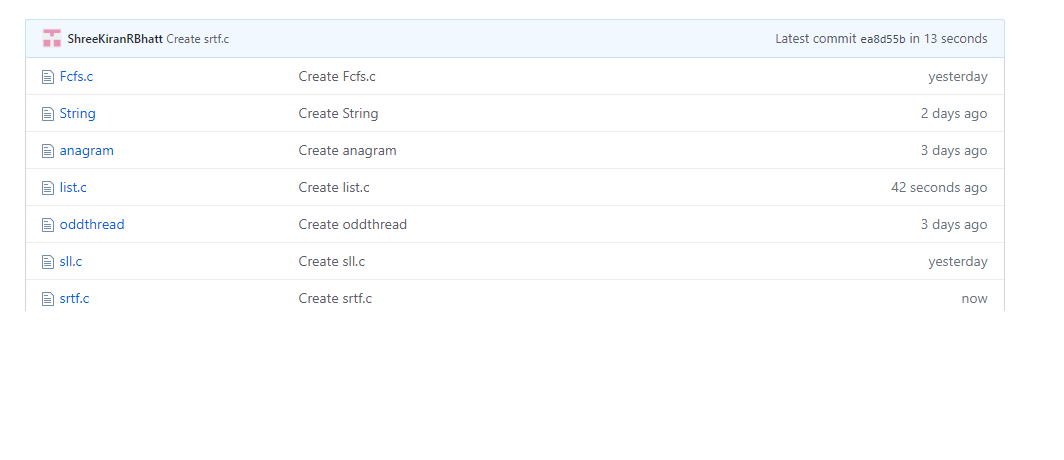 ShreeKiranRBhatt Create srtf.c Latest commit ea8d55b in 13 seconds
Fcfs.c Create Fcfs.c yesterday
String Create String 2 days ago
anagram Create anagram 3 days ago
list.c Create list.c 42 seconds ago
oddthread Create oddthread 3 days ago
sll.c Create sll.c yesterday
srtf.c Create srtf.c now